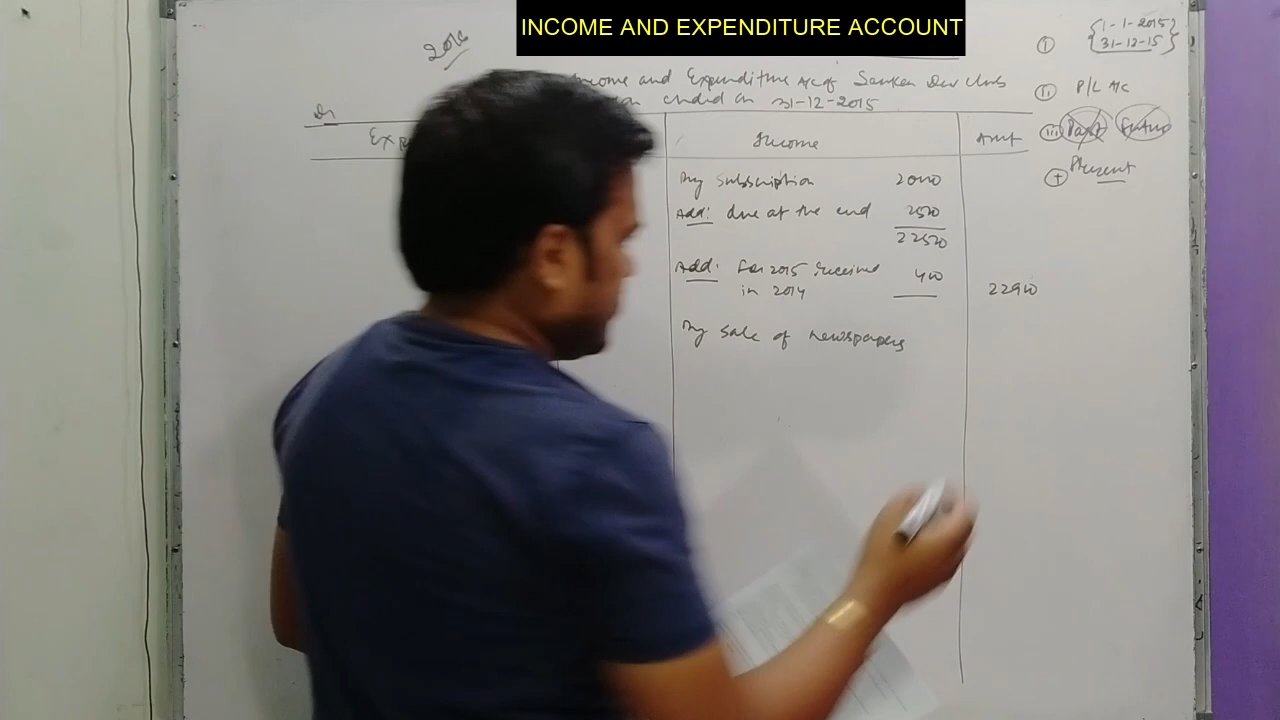 INCOME AND EXPENDITURE ACCOUNT
2016
Income and Expenditure A/c of Dev Club
ended on 31-12-2015
Dr
Income
Amt
By Subscription 20000
Add: due at the end 2500
22500
Add: for 2015 received 400
in 2014
22900
By Sale of Newspapers
I
{1-1-2015}
31-12-15
II P/L A/c
III Past Future
+ Present